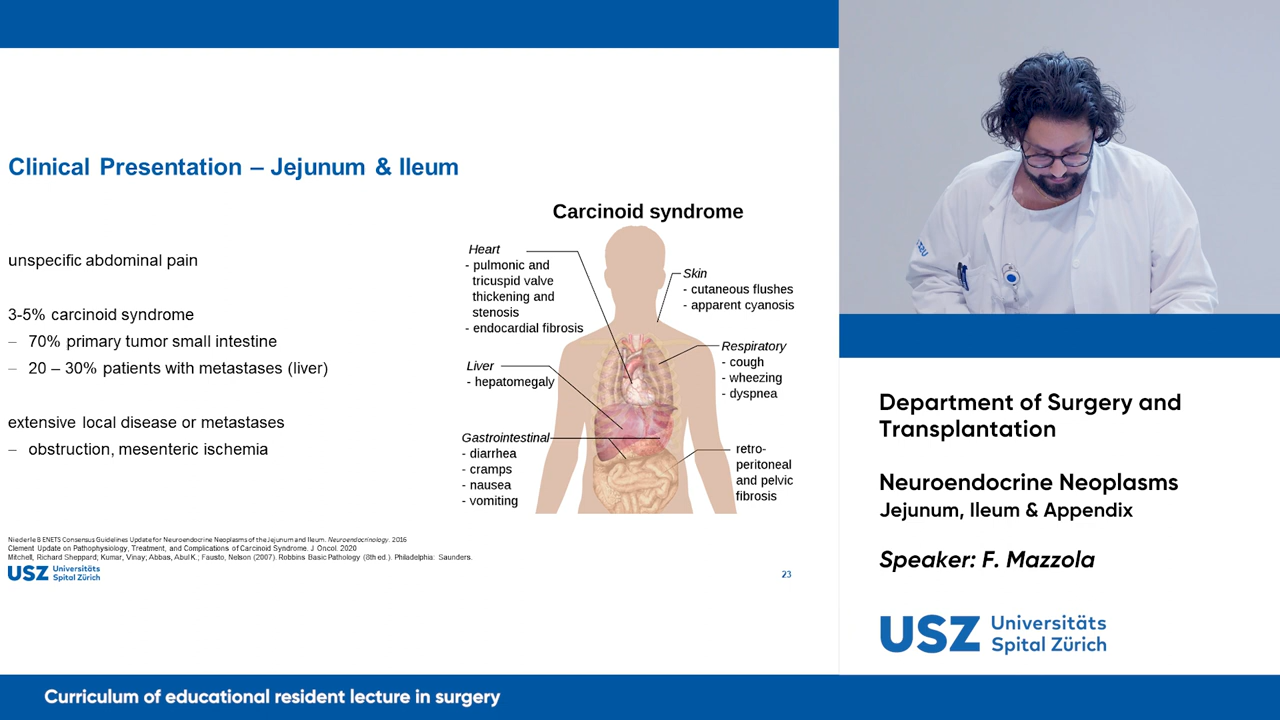 Clinical Presentation – Jejunum & Ileum
unspecific abdominal pain
3-5% carcinoid syndrome
– 70% primary tumor small intestine
– 20 – 30% patients with metastases (liver)
extensive local disease or metastases
– obstruction, mesenteric ischemia
Carcinoid syndrome
Heart
- pulmonic and
tricuspid valve
thickening and
stenosis
- endocardial fibrosis
Liver
- hepatomegaly
Gastrointestinal
- diarrhea
- cramps
- nausea
- vomiting
Skin
- cutaneous flushes
- apparent cyanosis
Respiratory
- cough
- wheezing
- dyspnea
retro-
peritoneal
and pelvic
fibrosis
Niederle B ENETS Consensus Guidelines Update for Neuroendocrine Neoplasms of the Jejunum and Ileum. Neuroendocrinology. 2016
Clement Update on Pathophysiology, Treatment, and Complications of Carcinoid Syndrome. J Oncol. 2020
Mitchell, Richard Sheppard; Kumar, Vinay; Abbas, Abul K.; Fausto, Nelson (2007). Robbins Basic Pathology (8th ed.). Philadelphia: Saunders.
USZ Universitäts
Spital Zürich
23
Department of Surgery and
Transplantation
Neuroendocrine Neoplasms
Jejunum, Ileum & Appendix
Speaker: F. Mazzola
USZ Universitäts
Spital Zürich
Curriculum of educational resident lecture in surgery